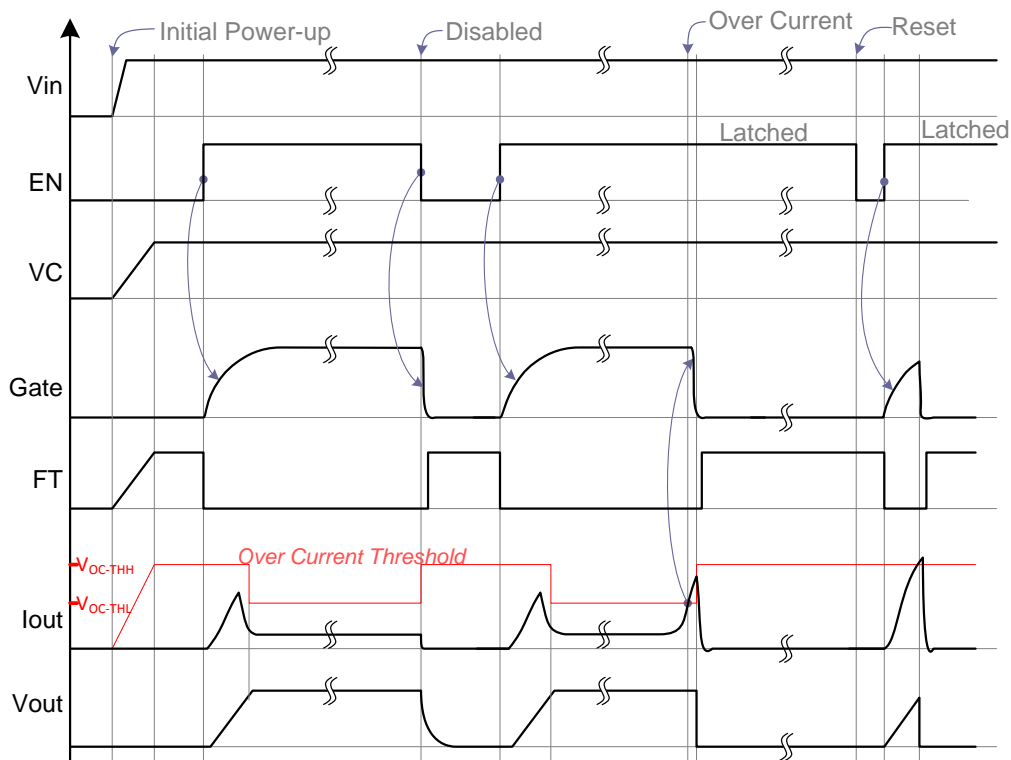 Initial Power-up
Disabled
Over Current
Reset
Vin
Latched
Latched
EN
VC
Gate
FT
VOC-THH
Over Current Threshold
VOC-THL
Iout
Vout